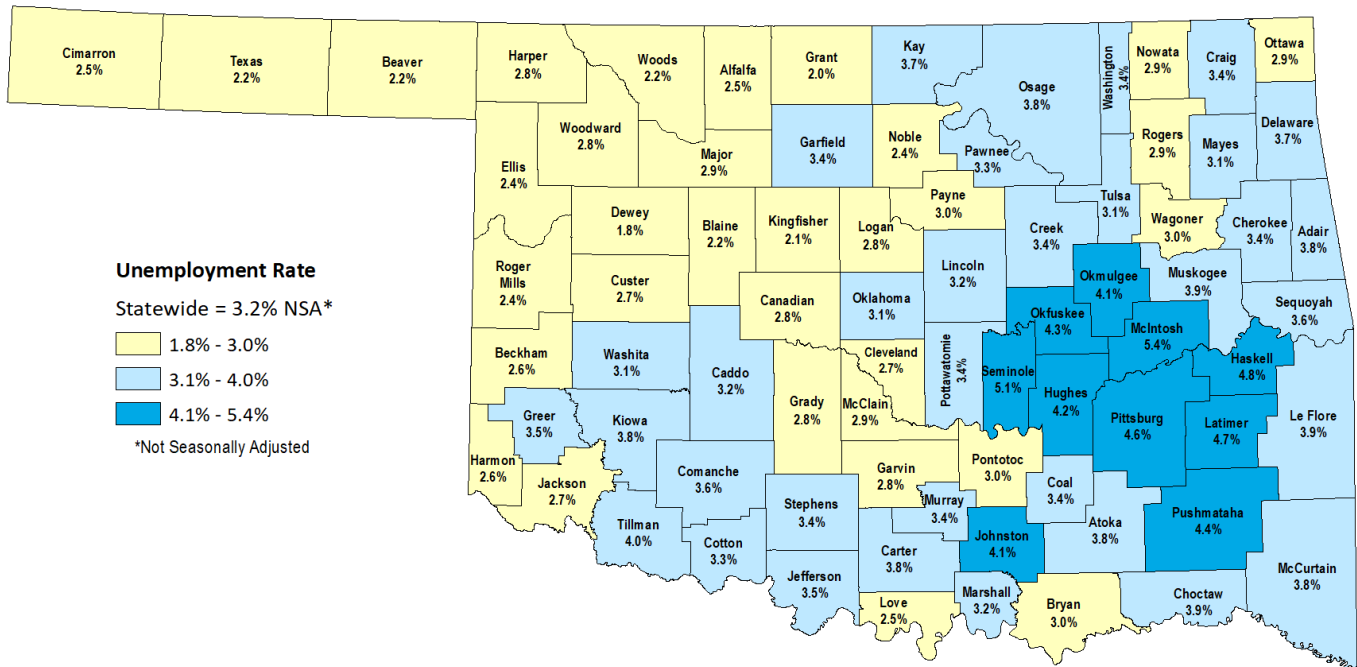 Cimarron
2.5%
Texas
2.2%
Beaver
2.2%
Harper
2.8%
Woods
2.2%
Alfalfa
2.5%
Grant
2.0%
Kay
3.7%
Osage
3.8%
Washington
3.4%
Nowata
2.9%
Craig
3.4%
Ottawa
2.9%
Woodward
2.8%
Ellis
2.4%
Major
2.9%
Garfield
3.4%
Noble
2.4%
Pawnee
3.3%
Rogers
2.9%
Mayes
3.1%
Delaware
3.7%
Dewey
1.8%
Blaine
2.2%
Kingfisher
2.1%
Logan
2.8%
Payne
3.0%
Creek
3.4%
Tulsa
3.1%
Wagoner
3.0%
Cherokee
3.4%
Adair
3.8%
Roger
Mills
2.4%
Custer
2.7%
Canadian
2.8%
Oklahoma
3.1%
Lincoln
3.2%
Okmulgee
4.1%
Muskogee
3.9%
Sequoyah
3.6%
Okfuskee
4.3%
McIntosh
5.4%
Unemployment Rate
Statewide = 3.2% NSA*
1.8% - 3.0%
3.1% - 4.0%
4.1% - 5.4%
*Not Seasonally Adjusted
Beckham
2.6%
Washita
3.1%
Caddo
3.2%
Cleveland
2.7%
Pottawatomie
3.4%
Seminole
5.1%
Haskell
4.8%
Greer
3.5%
Kiowa
3.8%
Grady
2.8%
McClain
2.9%
Hughes
4.2%
Pittsburg
4.6%
Latimer
4.7%
Le Flore
3.9%
Harmon
2.6%
Jackson
2.7%
Comanche
3.6%
Garvin
2.8%
Pontotoc
3.0%
Coal
3.4%
Tillman
4.0%
Cotton
3.3%
Stephens
3.4%
Murray
3.4%
Johnston
4.1%
Atoka
3.8%
Pushmataha
4.4%
Carter
3.8%
Jefferson
3.5%
Love
2.5%
Marshall
3.2%
Bryan
3.0%
Choctaw
3.9%
McCurtain
3.8%